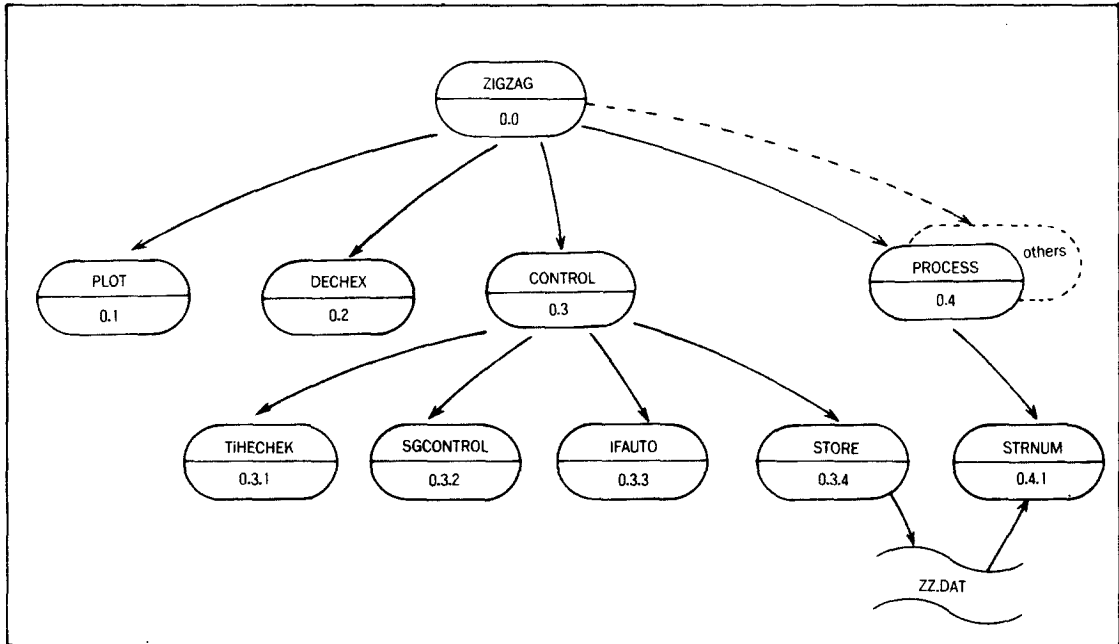 ZIGZAG
0.0
others
PLOT
0.1
DECHEX
0.2
CONTROL
0.3
PROCESS
0.4
TiHECHEK
0.3.1
SGCONTROL
0.3.2
IFAUTO
0.3.3
STORE
0.3.4
STRNUM
0.4.1
ZZ.DAT